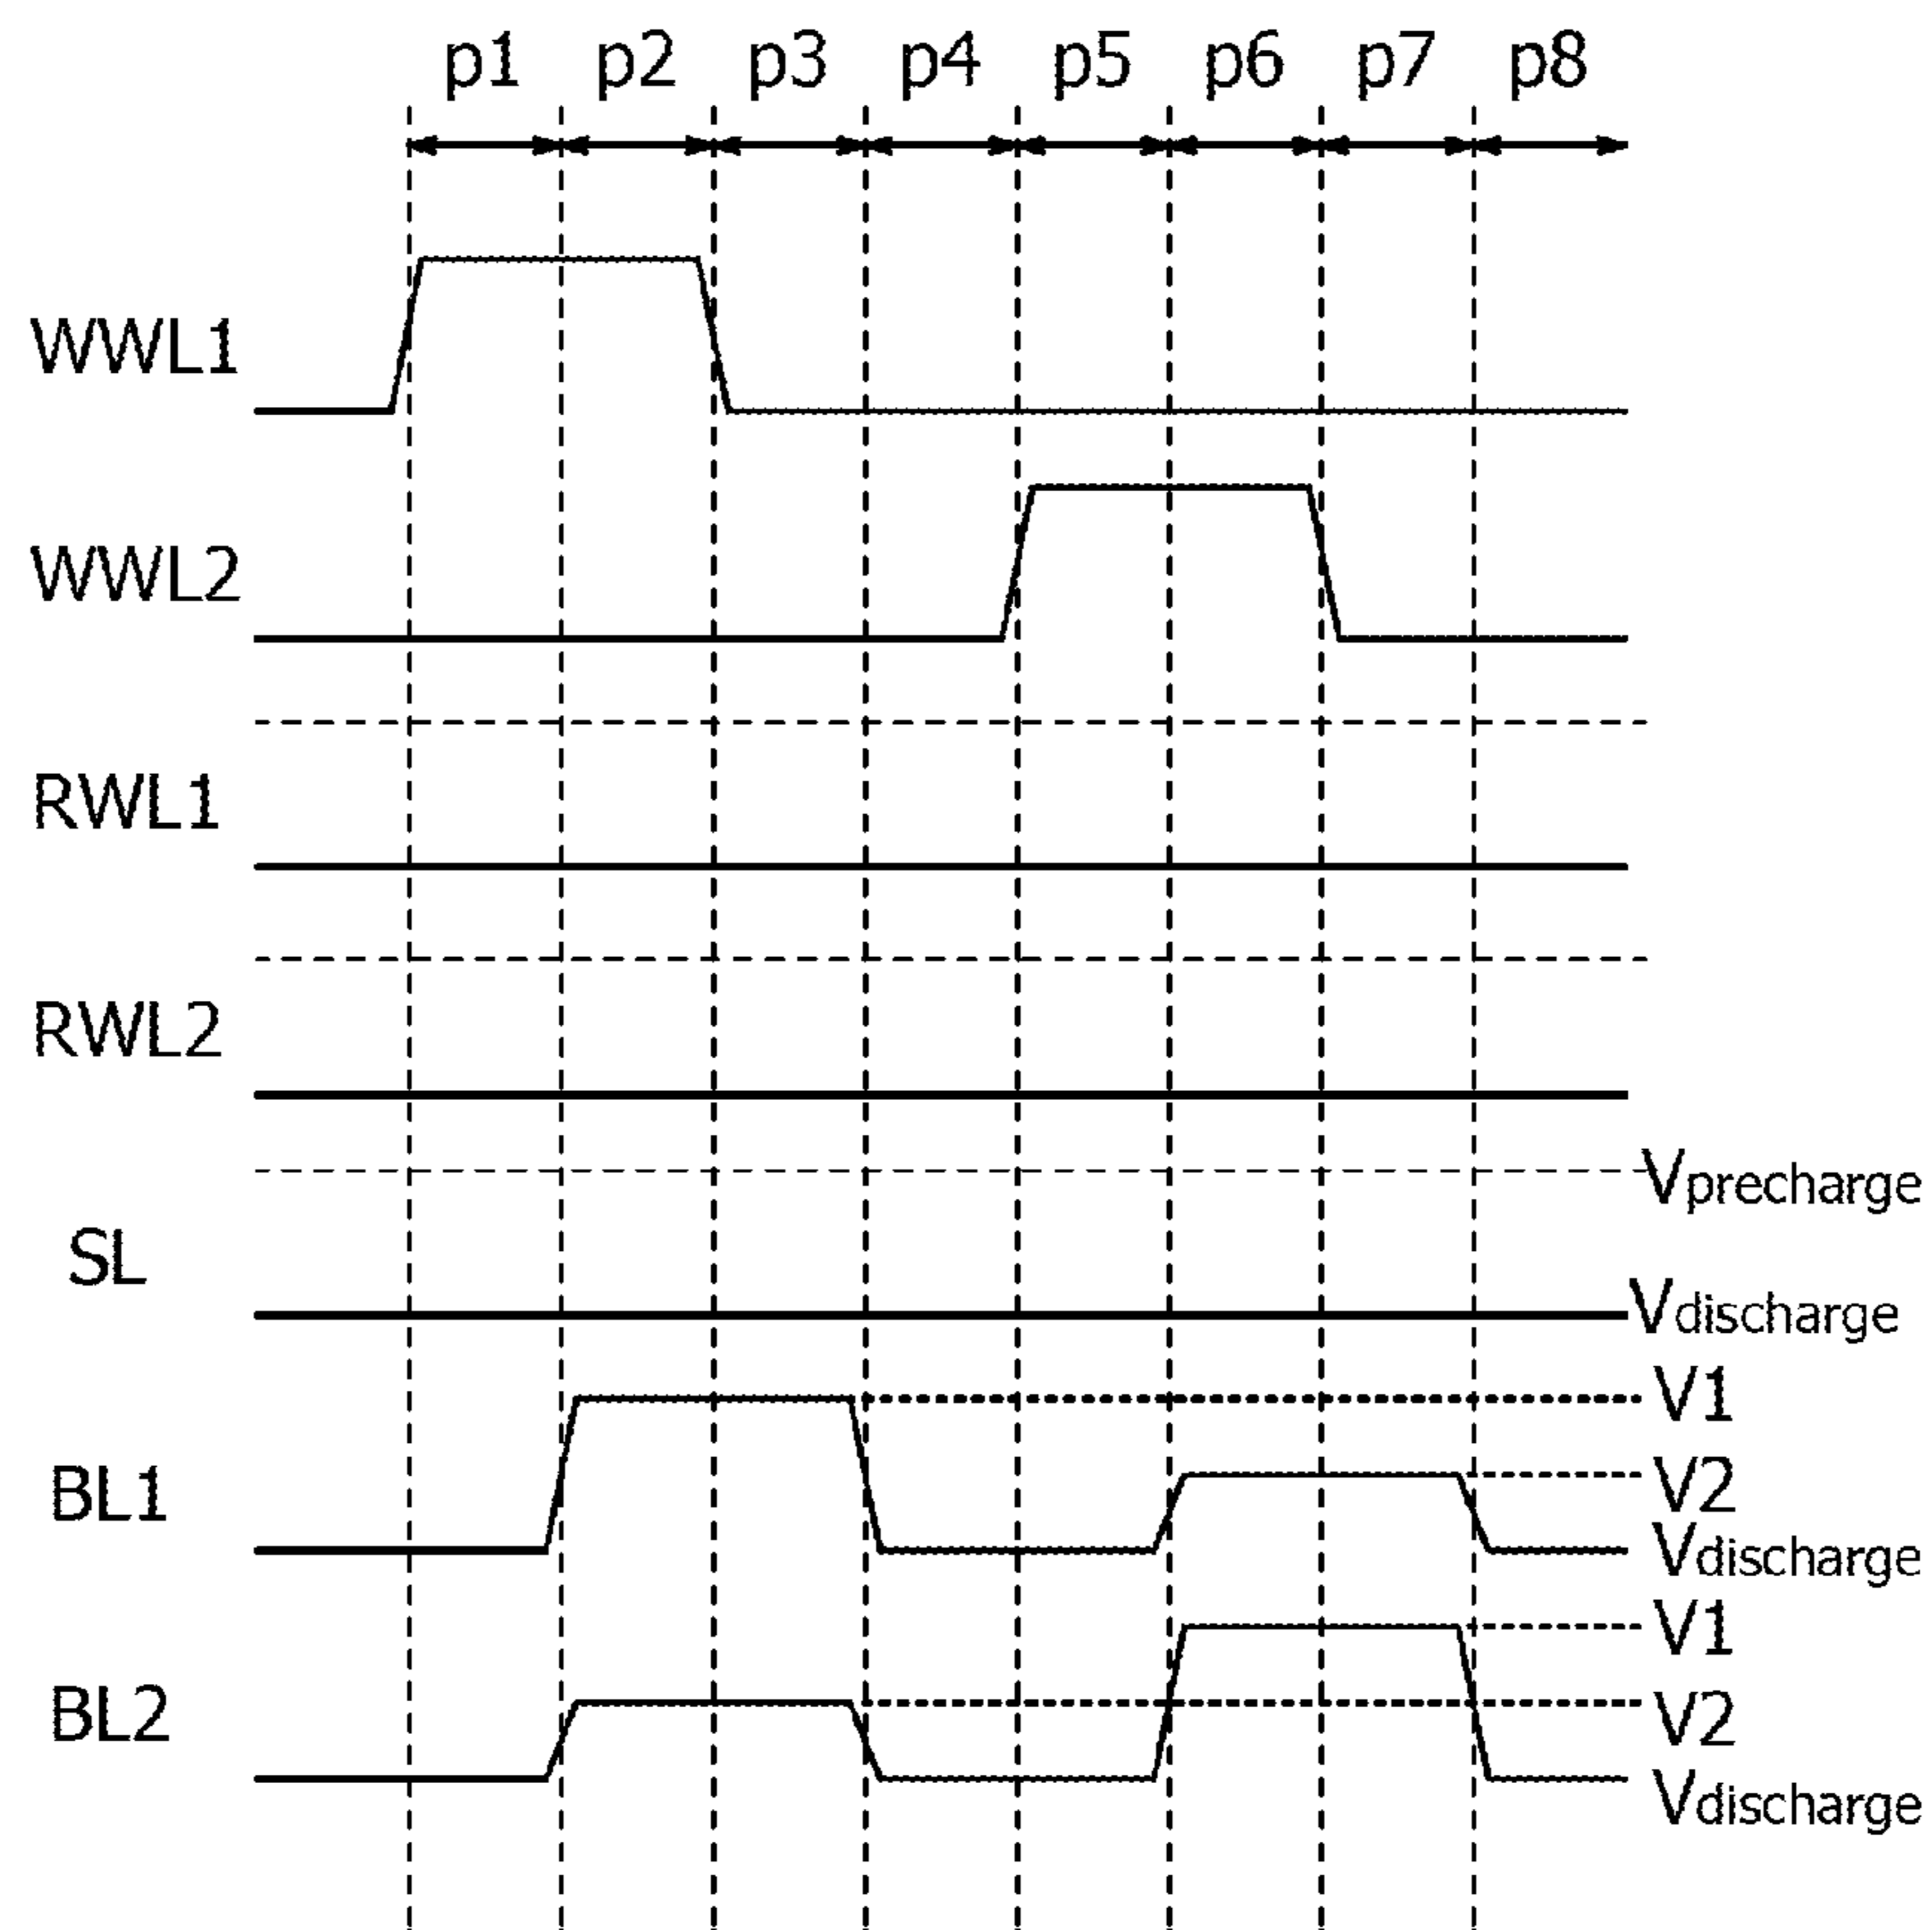 p1 p2 p3 p4 p5 p6 p7 p8
WWL1
WWL2
RWL1
RWL2
Vprecharge
SL
Vdischarge
V1
BL1
V2
Vdischarge
V1
BL2
V2
Vdischarge